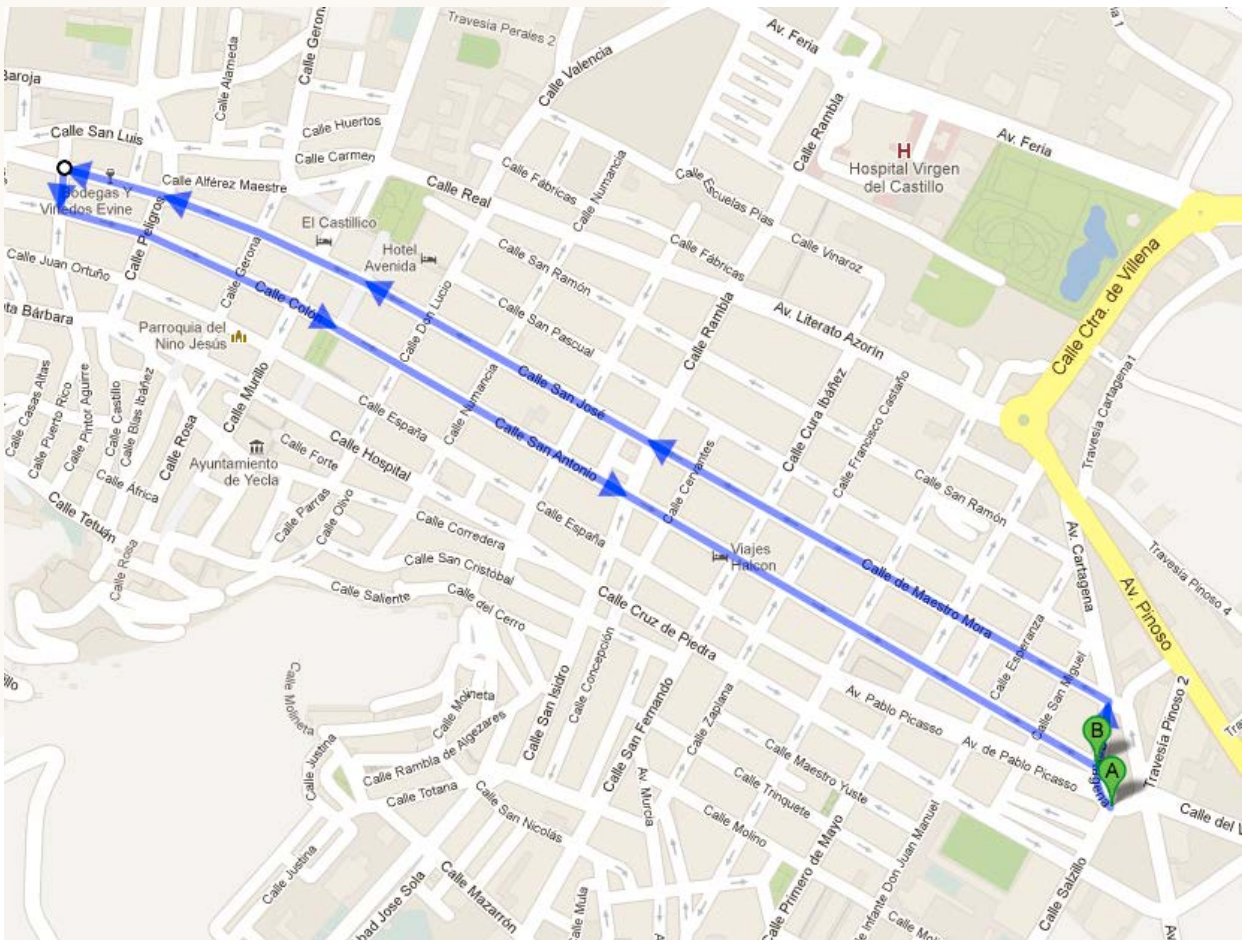 Travesía Perales 2
Av. Feria
Calle Valencia
Calle Gerona
Calle Alameda
Baroja
Calle San Luis
Calle Huertos
Calle Carmen
Calle Rambla
Av. Feria
H
Hospital Virgen
del Castillo
Calle Alférez Maestre
Calle Real
Calle Fábricas
Calle Numancia
Calle Escuelas Pías
Bodegas Y
Viñedos Evine
Calle Peligros
El Castillico
Hotel
Avenida
Calle Fábricas
Calle Vinaroz
Calle Ctra. de Villena
Calle Juan Ortuño
Calle Gerona
Calle San Ramón
Calle Colón
Calle Don Lucio
Calle San Pascual
Calle Rambla
Av. Literato Azorín
ta Bárbara
Parroquia del
Nino Jesús
Travesía Cartagena 1
Calle Casas Altas
Calle Puerto Rico
Calle Pintor Aguirre
Calle Castillo
Calle Blas Ibáñez
Calle Rosa
Calle Murillo
Calle Numancia
Calle San José
Calle Cura Ibáñez
Calle Francisco Castaño
Calle España
Calle San Antonio
Calle Forte
Calle Hospital
Ayuntamiento
de Yecla
Calle África
Calle Cervantes
Calle San Ramón
Calle Tetuán
Calle Parras
Calle Olivo
Calle Corredera
Calle España
Av. Cartagena
Viajes
Halcon
Calle Rosa
Calle San Cristóbal
Calle de Maestro Mora
Travesía Pinoso 4
Calle Saliente
Calle del Cerro
Calle Cruz de Piedra
Av. Pinoso
Calle Esperanza
Calle San Miguel
Calle Concepción
Calle Molineta
Calle Molineta
Calle San Isidro
Calle San Fernando
Calle Zaplana
Av. Pablo Picasso
Av. de Pablo Picasso
Travesía Pinoso 2
B
A
Calle Justina
Calle Rambla de Algezares
Calle Maestro Yuste
Calle Totana
Calle Trinquete
Av. Murcia
Calle San Nicolás
Calle Molino
Calle Primero de Mayo
Infante Don Juan Manuel
Calle Salzillo
Calle del V
Calle Justina
Calle Mazarrón
bad Jose Sola
Calle Mula